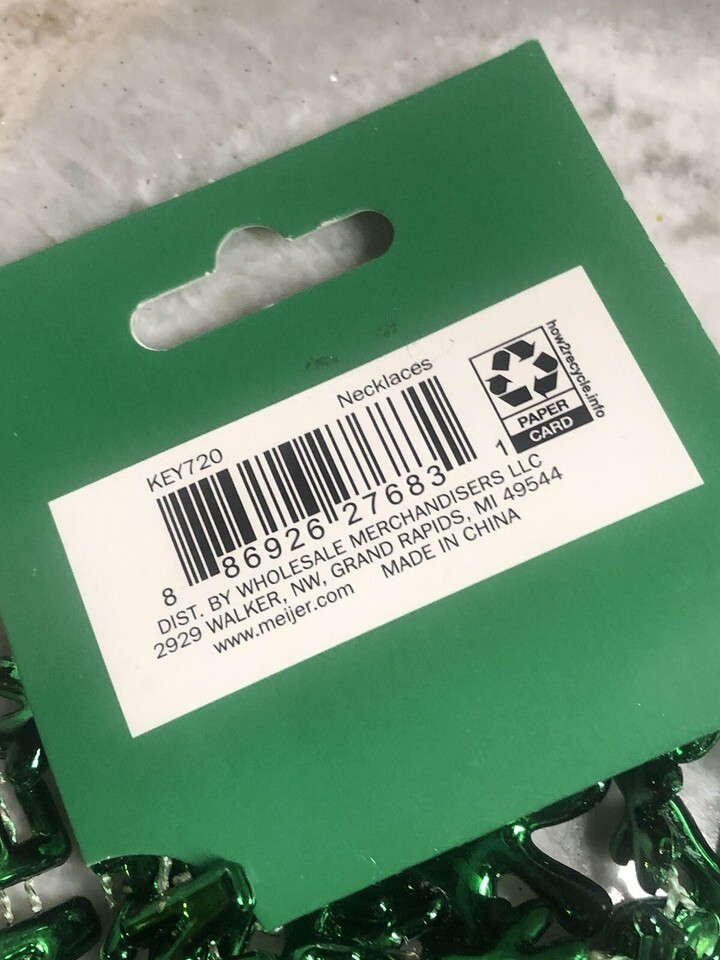 KEY720
Necklaces
8 86926 27683 1
DIST. BY WHOLESALE MERCHANDISERS LLC
2929 WALKER, NW, GRAND RAPIDS, MI 49544
www.meijer.com MADE IN CHINA
how2recycle.info
PAPER
CARD